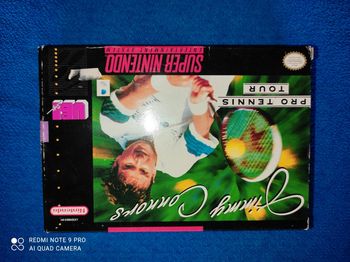 Jimmy Connors
PRO TENNIS
TOUR
SUPER NINTENDO
ENTERTAINMENT SYSTEM
Nintendo
REDMI NOTE 9 PRO
AI QUAD CAMERA